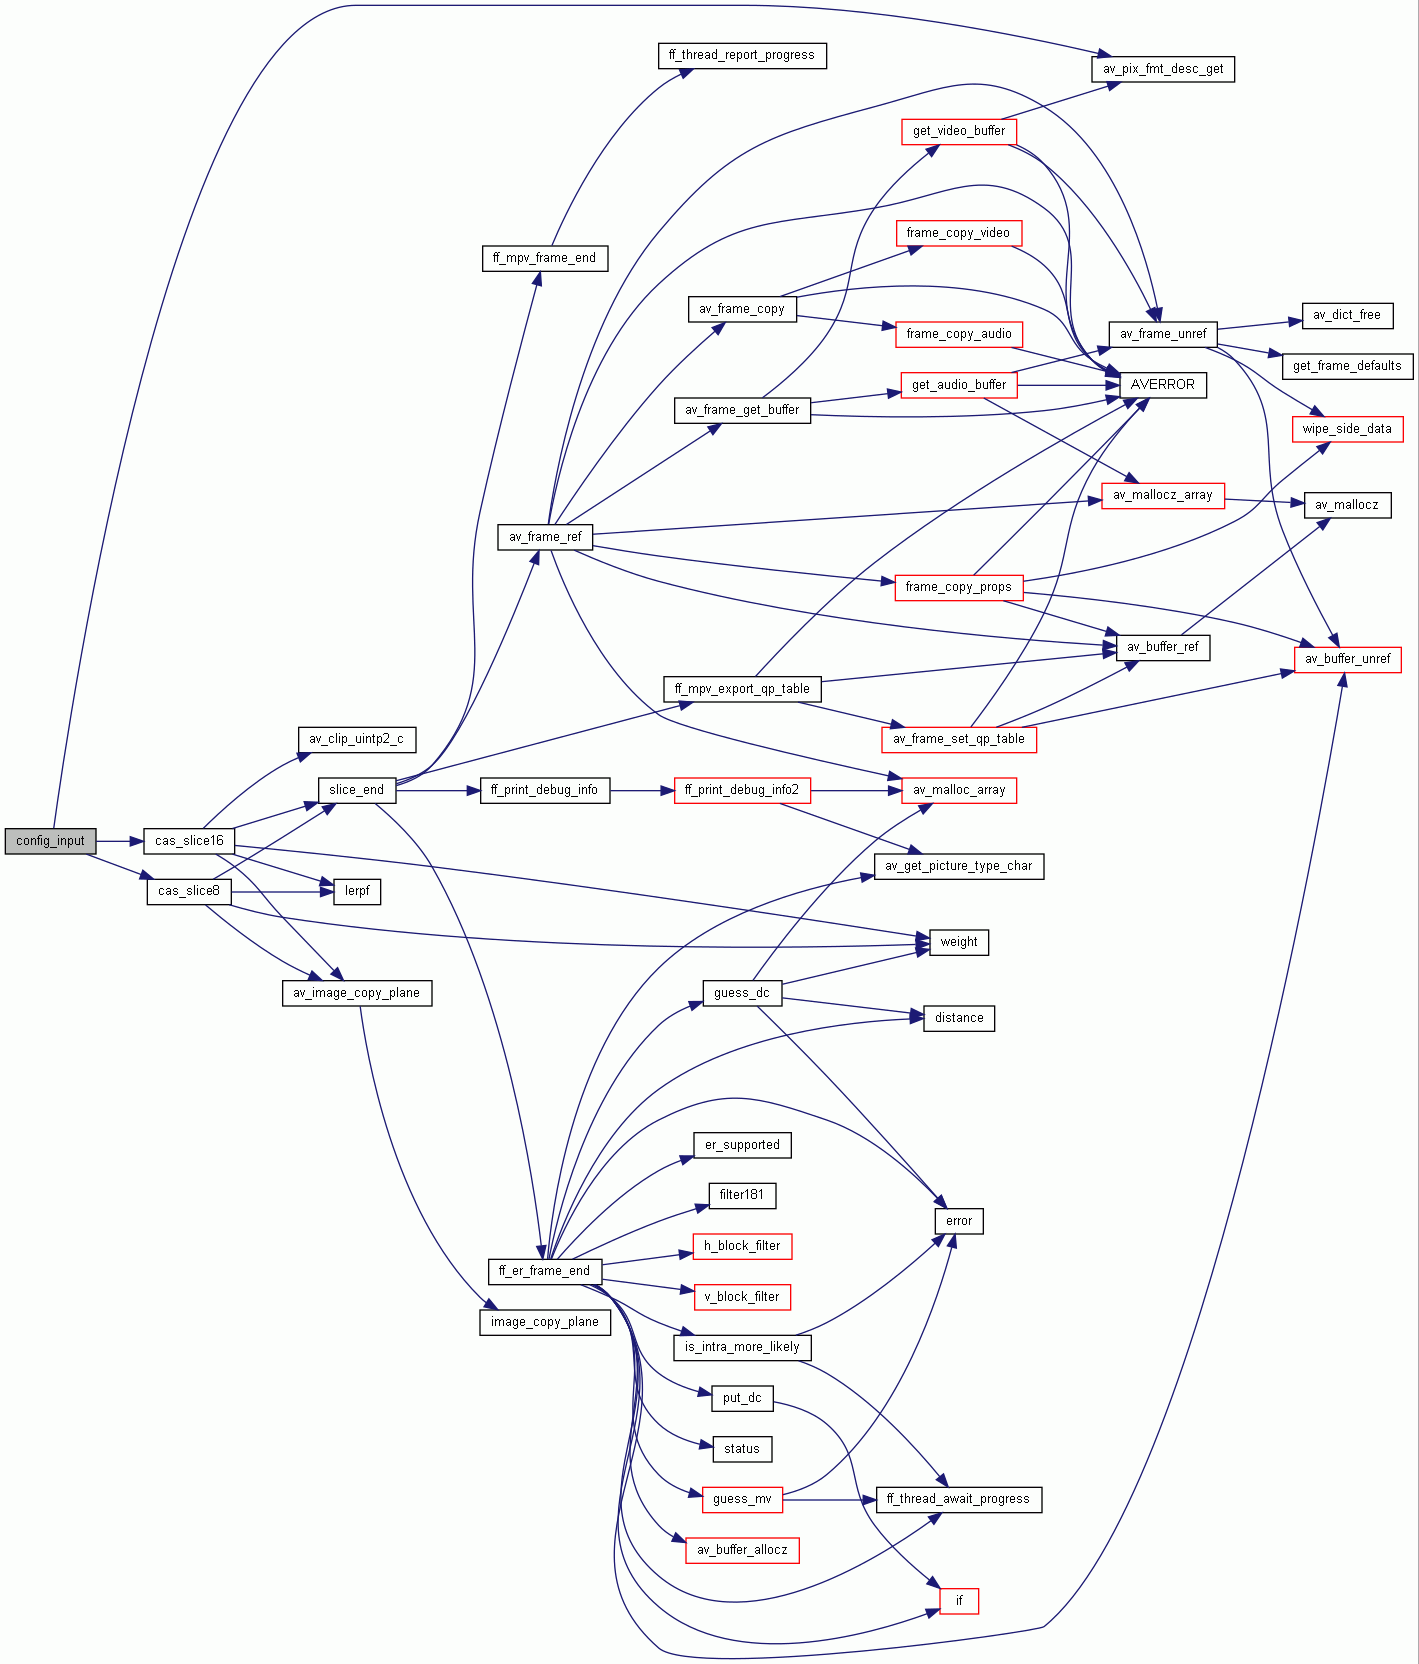 ff_thread_report_progress
av_pix_fmt_desc_get
get_video_buffer
frame_copy_video
ff_mpv_frame_end
av_frame_copy
av_dict_free
frame_copy_audio
av_frame_unref
get_frame_defaults
get_audio_buffer
AVERROR
av_frame_get_buffer
wipe_side_data
av_mallocz_array
av_mallocz
av_frame_ref
frame_copy_props
av_buffer_ref
av_buffer_unref
ff_mpv_export_qp_table
av_clip_uintp2_c
av_frame_set_qp_table
slice_end
ff_print_debug_info
ff_print_debug_info2
av_malloc_array
config_input
cas_slice16
av_get_picture_type_char
cas_slice8
lerpf
weight
av_image_copy_plane
guess_dc
distance
er_supported
filter181
error
h_block_filter
ff_er_frame_end
v_block_filter
image_copy_plane
is_intra_more_likely
put_dc
status
guess_mv
ff_thread_await_progress
av_buffer_allocz
if